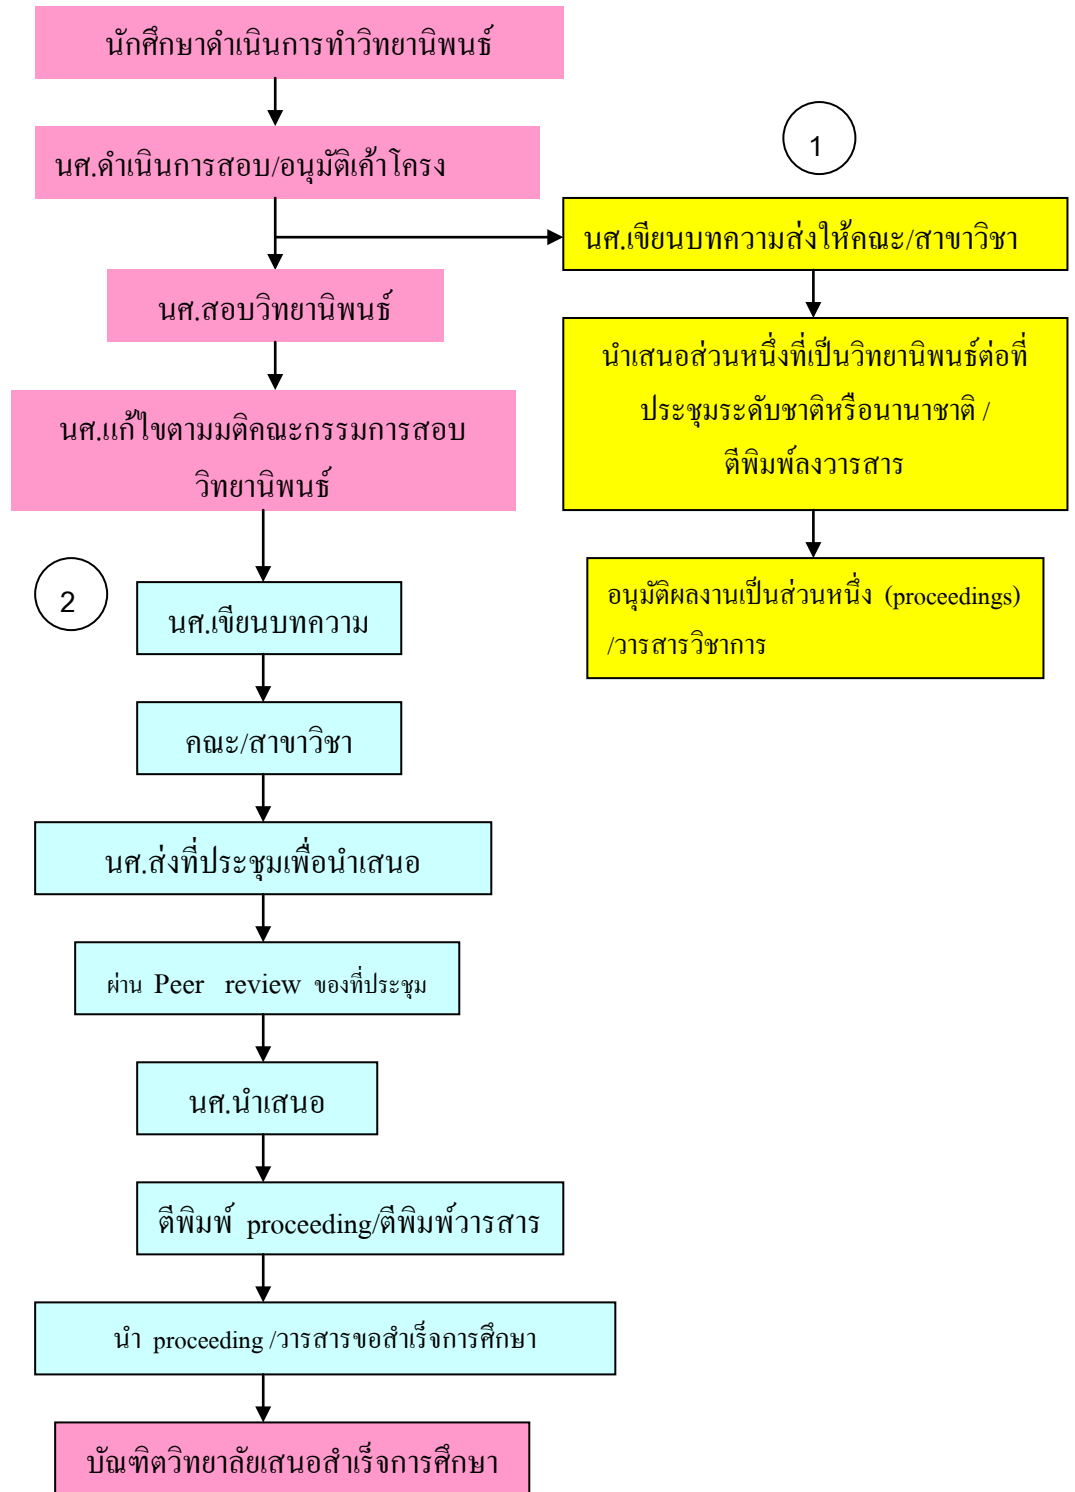 นักศึกษาดำเนินการทำวิทยานิพนธ์
นศ.ดำเนินการสอบ/อนุมัติเค้าโครง
1
นศ.เขียนบทความส่งให้คณะ/สาขาวิชา
นศ.สอบวิทยานิพนธ์
นำเสนอส่วนหนึ่งที่เป็นวิทยานิพนธ์ต่อที่
ประชุมระดับชาติหรือนานาชาติ /
ตีพิมพ์ลงวารสาร
นศ.แก้ไขตามมติคณะกรรมการสอบ
วิทยานิพนธ์
อนุมัติผลงานเป็นส่วนหนึ่ง (proceedings)
/วารสารวิชาการ
2
นศ.เขียนบทความ
คณะ/สาขาวิชา
นศ.ส่งที่ประชุมเพื่อนำเสนอ
ผ่าน Peer review ของที่ประชุม
นศ.นำเสนอ
ตีพิมพ์ proceeding/ตีพิมพ์วารสาร
นำ proceeding /วารสารขอสำเร็จการศึกษา
บัณฑิตวิทยาลัยเสนอสำเร็จการศึกษา